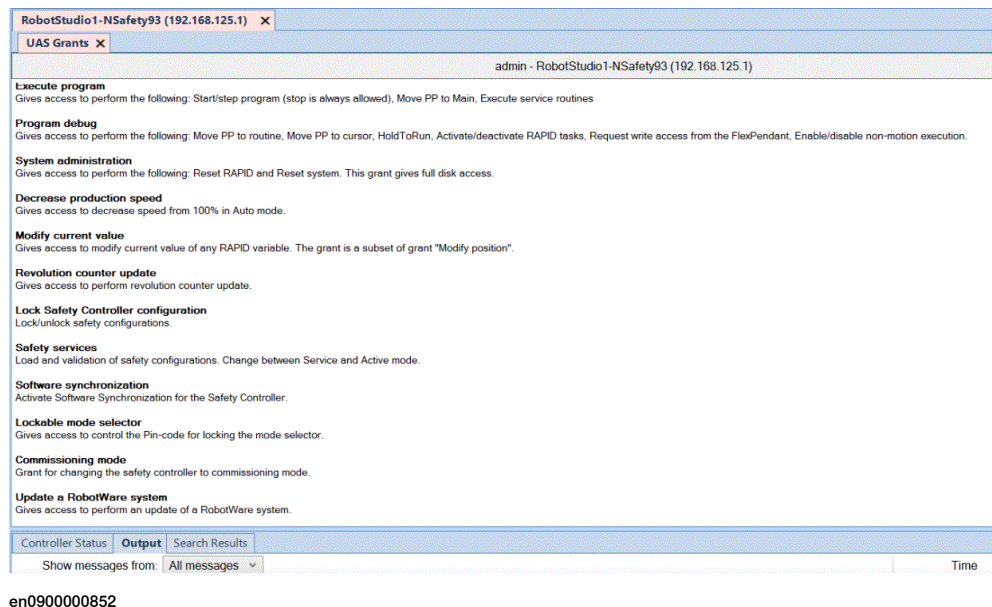 RobotStudio1-NSafety93 (192.168.125.1) X
UAS Grants X
admin - RobotStudio1-NSafety93 (192.168.125.1)
Execute program
Gives access to perform the following: Start/step program (stop is always allowed), Move PP to Main, Execute service routines
Program debug
Gives access to perform the following: Move PP to routine, Move PP to cursor, HoldToRun, Activate/deactivate RAPID tasks, Request write access from the FlexPendant, Enable/disable non-motion execution.
System administration
Gives access to perform the following: Reset RAPID and Reset system. This grant gives full disk access.
Decrease production speed
Gives access to decrease speed from 100% in Auto mode.
Modify current value
Gives access to modify current value of any RAPID variable. The grant is a subset of grant "Modify position".
Revolution counter update
Gives access to perform revolution counter update.
Lock Safety Controller configuration
Lock/unlock safety configurations.
Safety services
Load and validation of safety configurations. Change between Service and Active mode.
Software synchronization
Activate Software Synchronization for the Safety Controller.
Lockable mode selector
Gives access to control the Pin-code for locking the mode selector.
Commissioning mode
Grant for changing the safety controller to commissioning mode.
Update a RobotWare system
Gives access to perform an update of a RobotWare system.
Controller Status Output Search Results
Show messages from: All messages Time
en0900000852